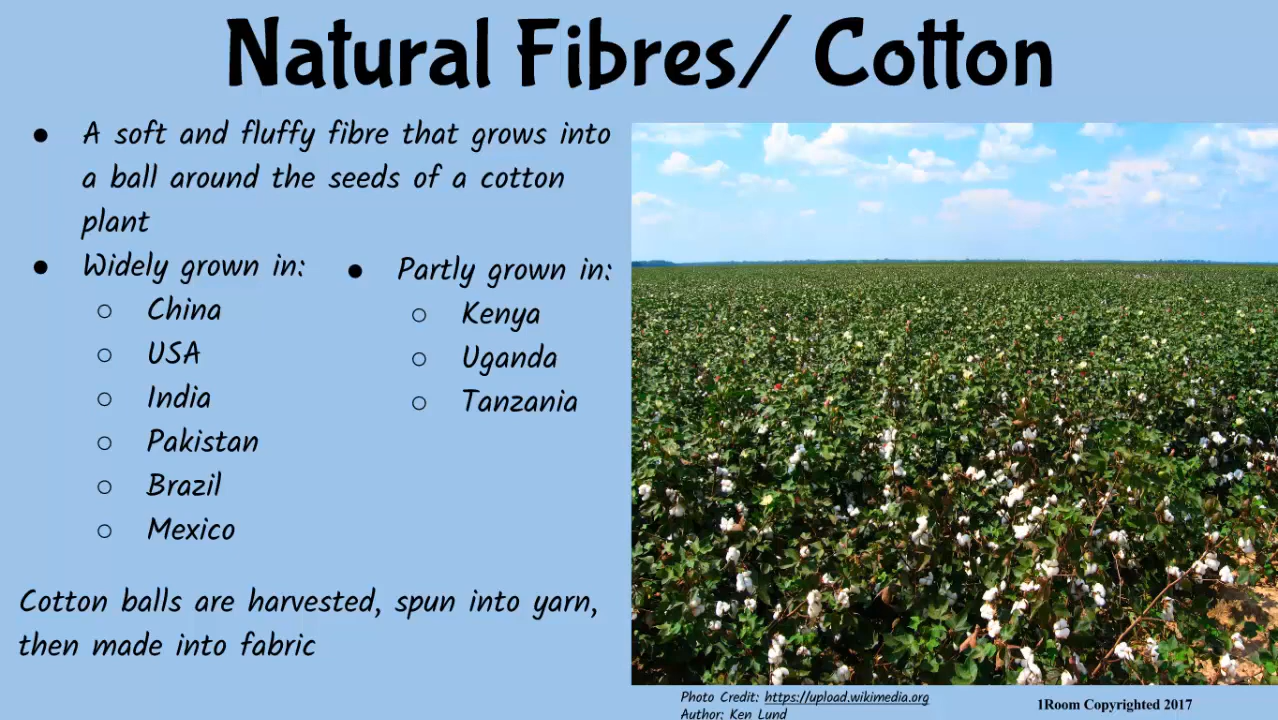 Natural Fibres/ Cotton
● A soft and fluffy fibre that grows into
a ball around the seeds of a cotton
plant
● Widely grown in:
○ China
○ USA
○ India
○ Pakistan
○ Brazil
○ Mexico
● Partly grown in:
○ Kenya
○ Uganda
○ Tanzania
Cotton balls are harvested, spun into yarn,
then made into fabric
Photo Credit: https://upload.wikimedia.org
Author: Ken Lund
1Room Copyrighted 2017